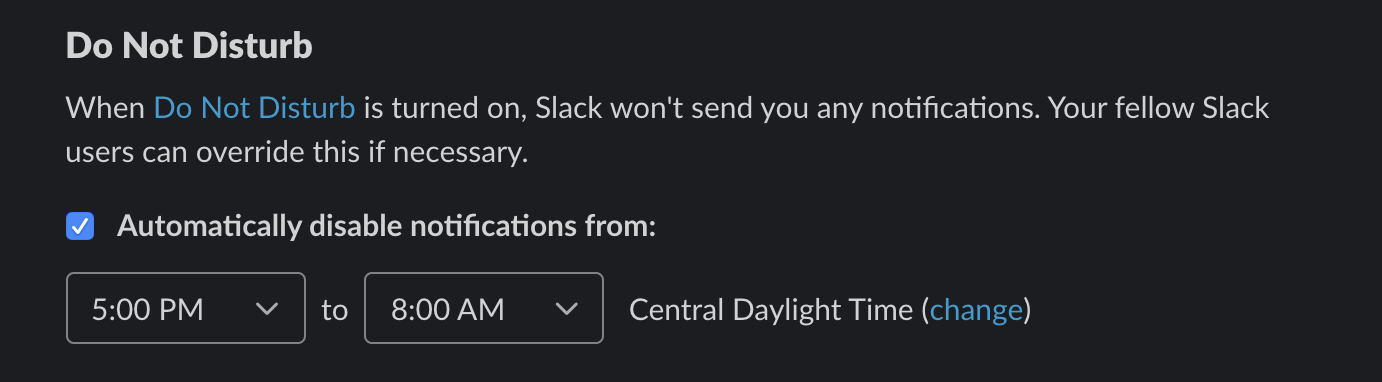 Do Not Disturb
When Do Not Disturb is turned on, Slack won't send you any notifications. Your fellow Slack
users can override this if necessary.
Automatically disable notifications from:
5:00 PM to 8:00 AM Central Daylight Time (change)